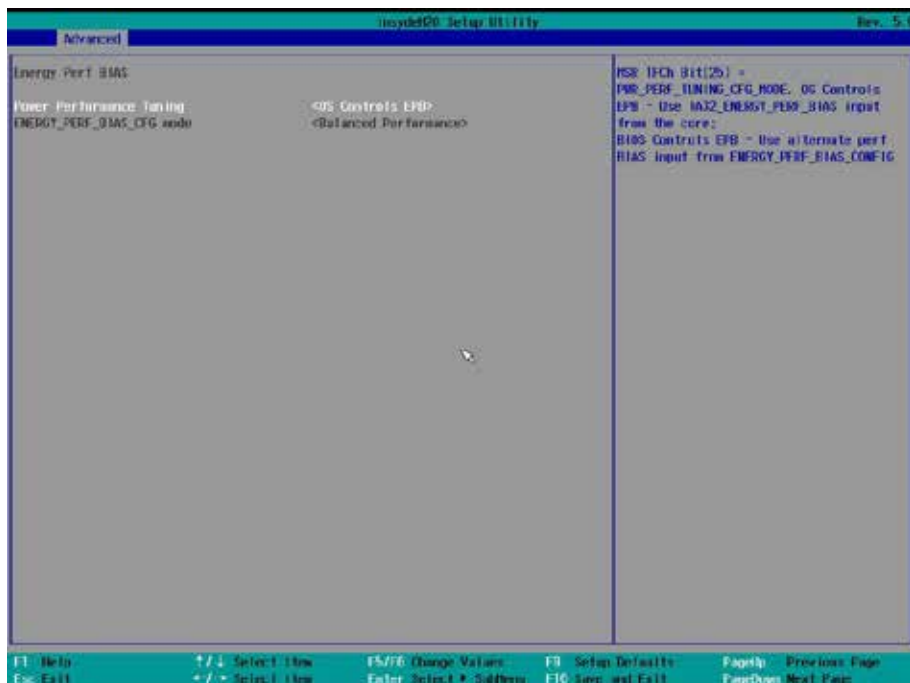 InsydeH20 Setup Utility Rev. 5.
Advanced
Energy Perf BIAS
Power Performance Tuning <OS Controls EPB>
ENERGY_PERF_BIAS_CFG mode <Balanced Performance>
MSR 1FCh Bit(25) =
PWR_PERF_TUNING_CFG_MODE. OS Controls
EPB - Use IA32_ENERGY_PERF_BIAS input
from the core;
BIOS Controls EPB - Use alternate perf
BIAS input from ENERGY_PERF_BIAS_CONFIG
F1 Help ↑/↓ Select Item F5/F6 Change Values F9 Setup Defaults PageUp Previous Page
Esc Exit Select Item Enter Select ▶ SubMenu F10 Save and Exit PageDown Next Page